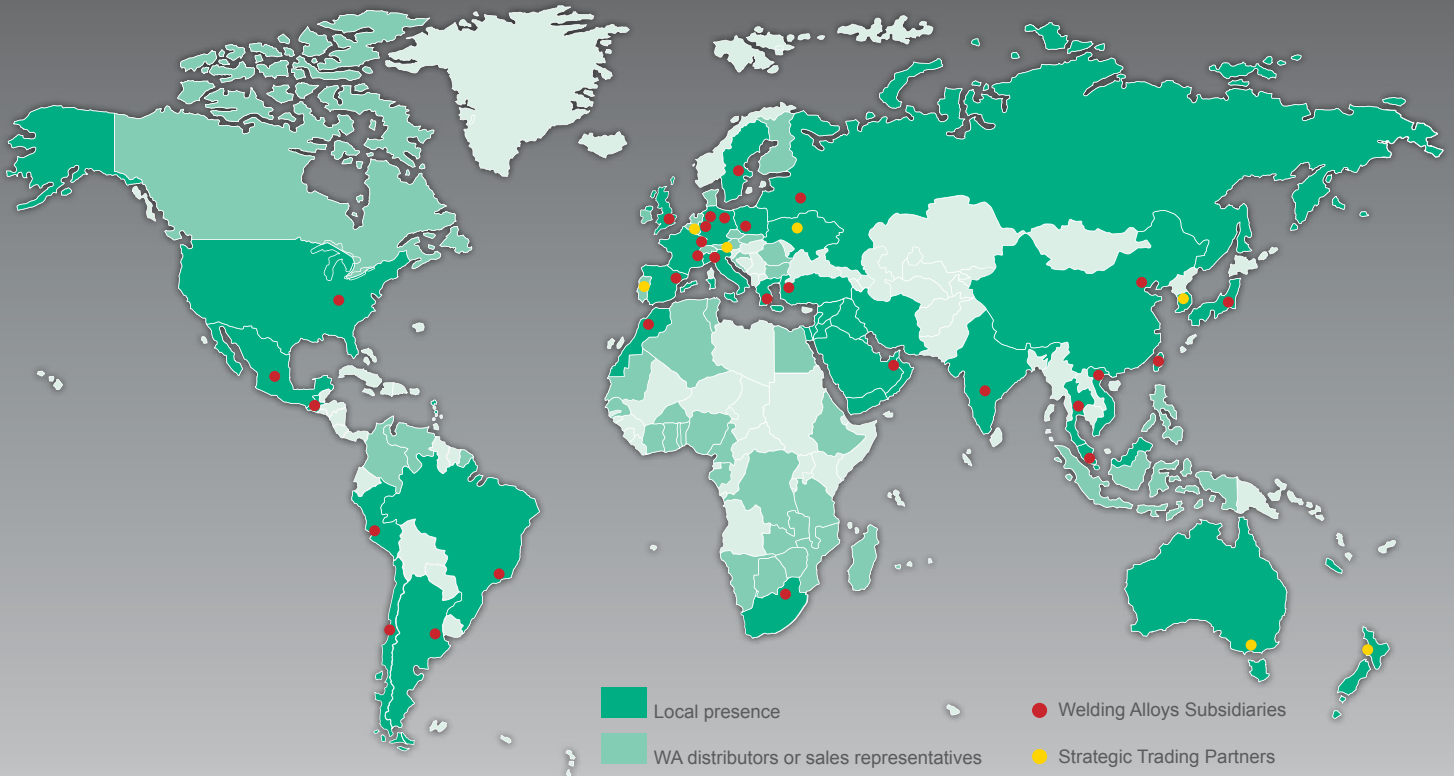 Local presence
WA distributors or sales representatives
Welding Alloys Subsidiaries
Strategic Trading Partners